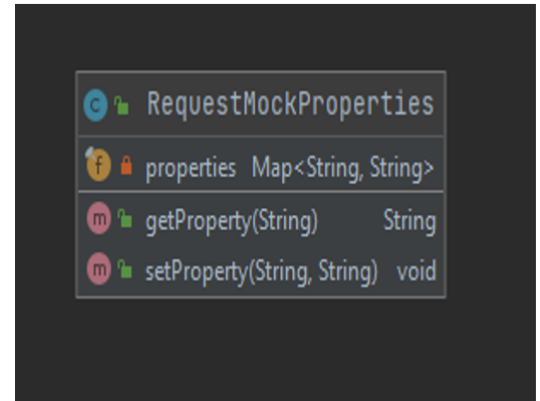 RequestMockProperties
properties Map<String, String>
getProperty(String) String
setProperty(String, String) void